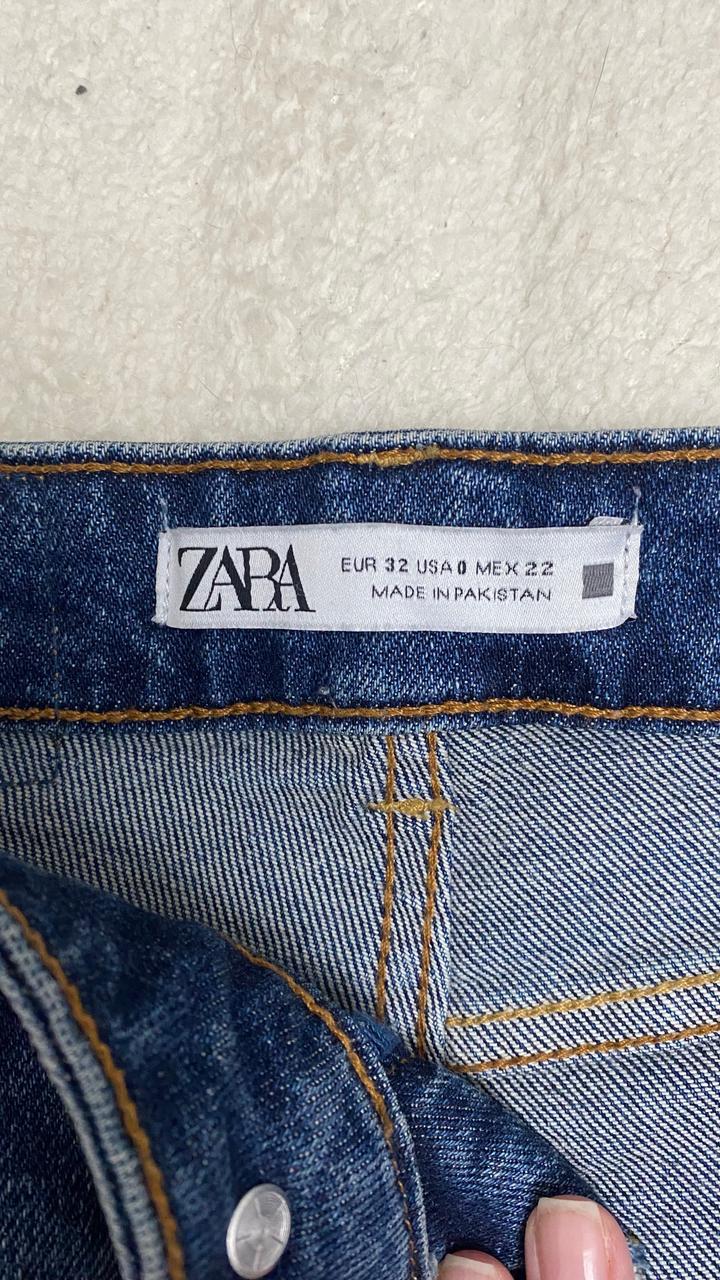 ZARA
EUR 32 USA 0 MEX 22
MADE IN PAKISTAN